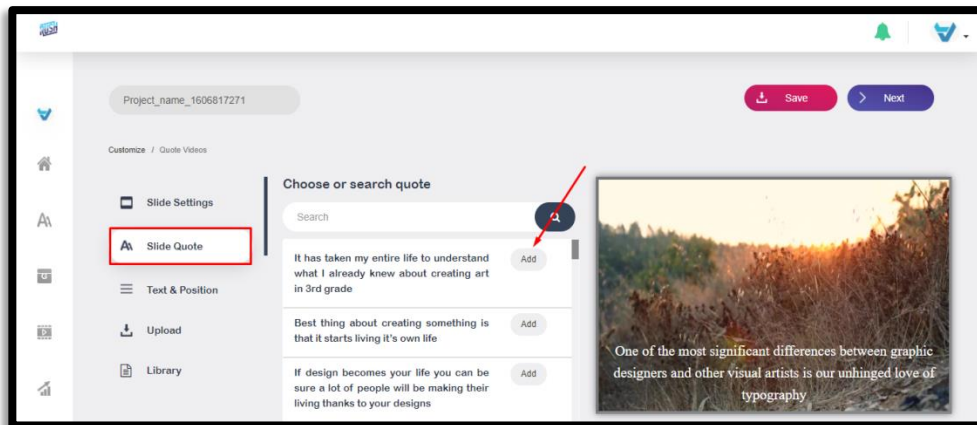 Project_name_1606817271
Save
Next
Customize / Quote Videos
Slide Settings
Slide Quote
Text & Position
Upload
Library
Choose or search quote
Search
It has taken my entire life to understand
what I already knew about creating art
in 3rd grade
Add
Best thing about creating something is
that it starts living it's own life
Add
If design becomes your life you can be
sure a lot of people will be making their
living thanks to your designs
Add
One of the most significant differences between graphic
designers and other visual artists is our unhinged love of
typography